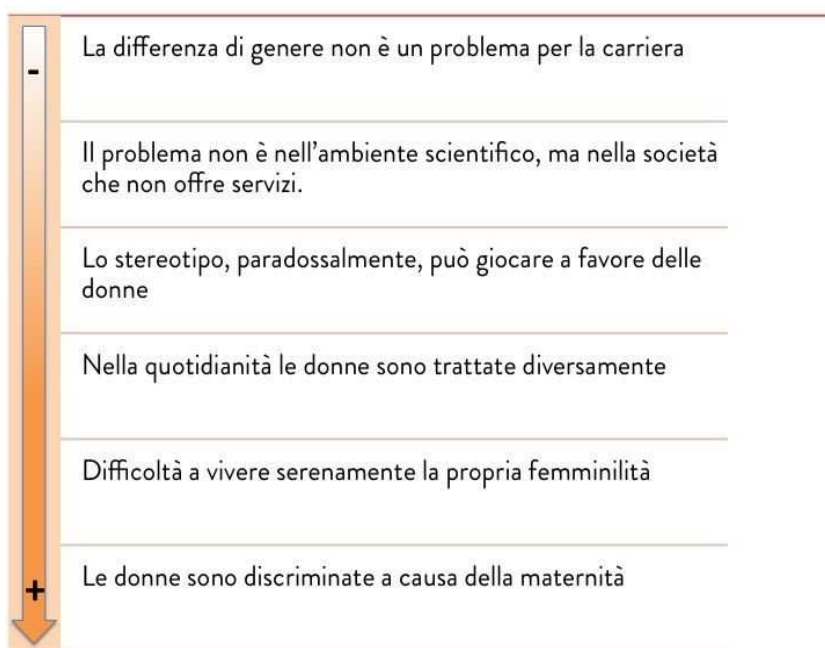 -
La differenza di genere non è un problema per la carriera
Il problema non è nell'ambiente scientifico, ma nella società
che non offre servizi.
Lo stereotipo, paradossalmente, può giocare a favore delle
donne
Nella quotidianità le donne sono trattate diversamente
Difficoltà a vivere serenamente la propria femminilità
+
Le donne sono discriminate a causa della maternità